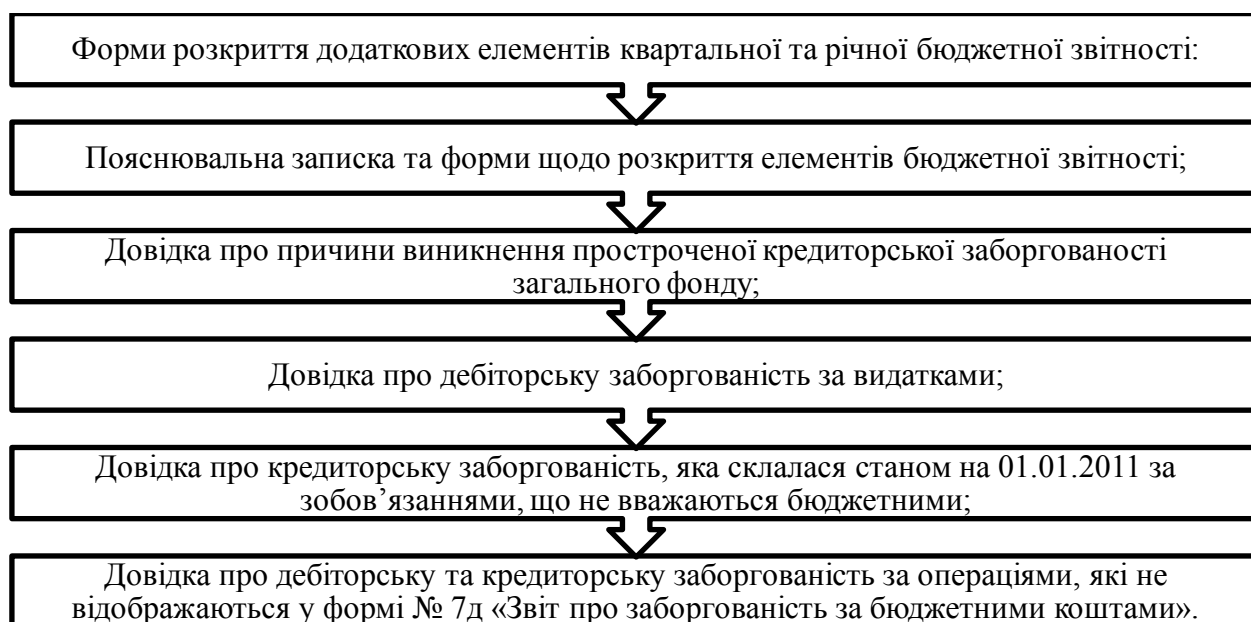 Форми розкриття додаткових елементів квартальної та річної бюджетної звітності:
Пояснювальна записка та форми щодо розкриття елементів бюджетної звітності;
Довідка про причини виникнення простроченої кредиторської заборгованості
загального фонду;
Довідка про дебіторську заборгованість за видатками;
Довідка про кредиторську заборгованість, яка склалася станом на 01.01.2011 за
зобов’язаннями, що не вважаються бюджетними;
Довідка про дебіторську та кредиторську заборгованість за операціями, які не
відображаються у формі № 7д «Звіт про заборгованість за бюджетними коштами».